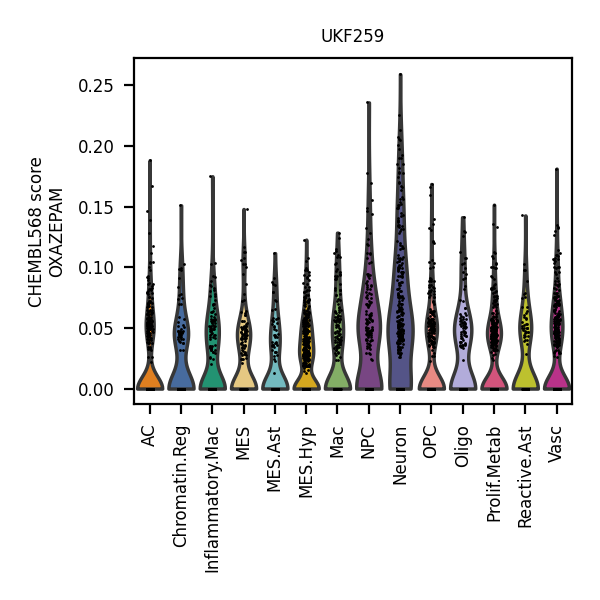 UKF259
CHEMBL568 score
OXAZEPAM
0.25
0.20
0.15
0.10
0.05
0.00
AC
Chromatin.Reg
Inflammatory.Mac
MES
MES.Ast
MES.Hyp
Mac
NPC
Neuron
OPC
Oligo
Prolif.Metab
Reactive.Ast
Vasc